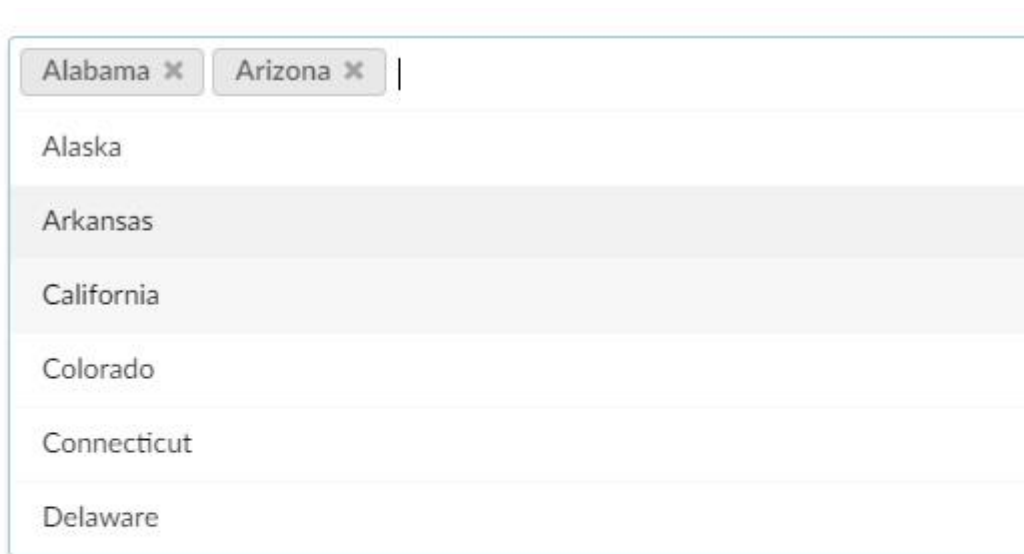 Alabama ✖ Arizona ✖
Alaska
Arkansas
California
Colorado
Connecticut
Delaware